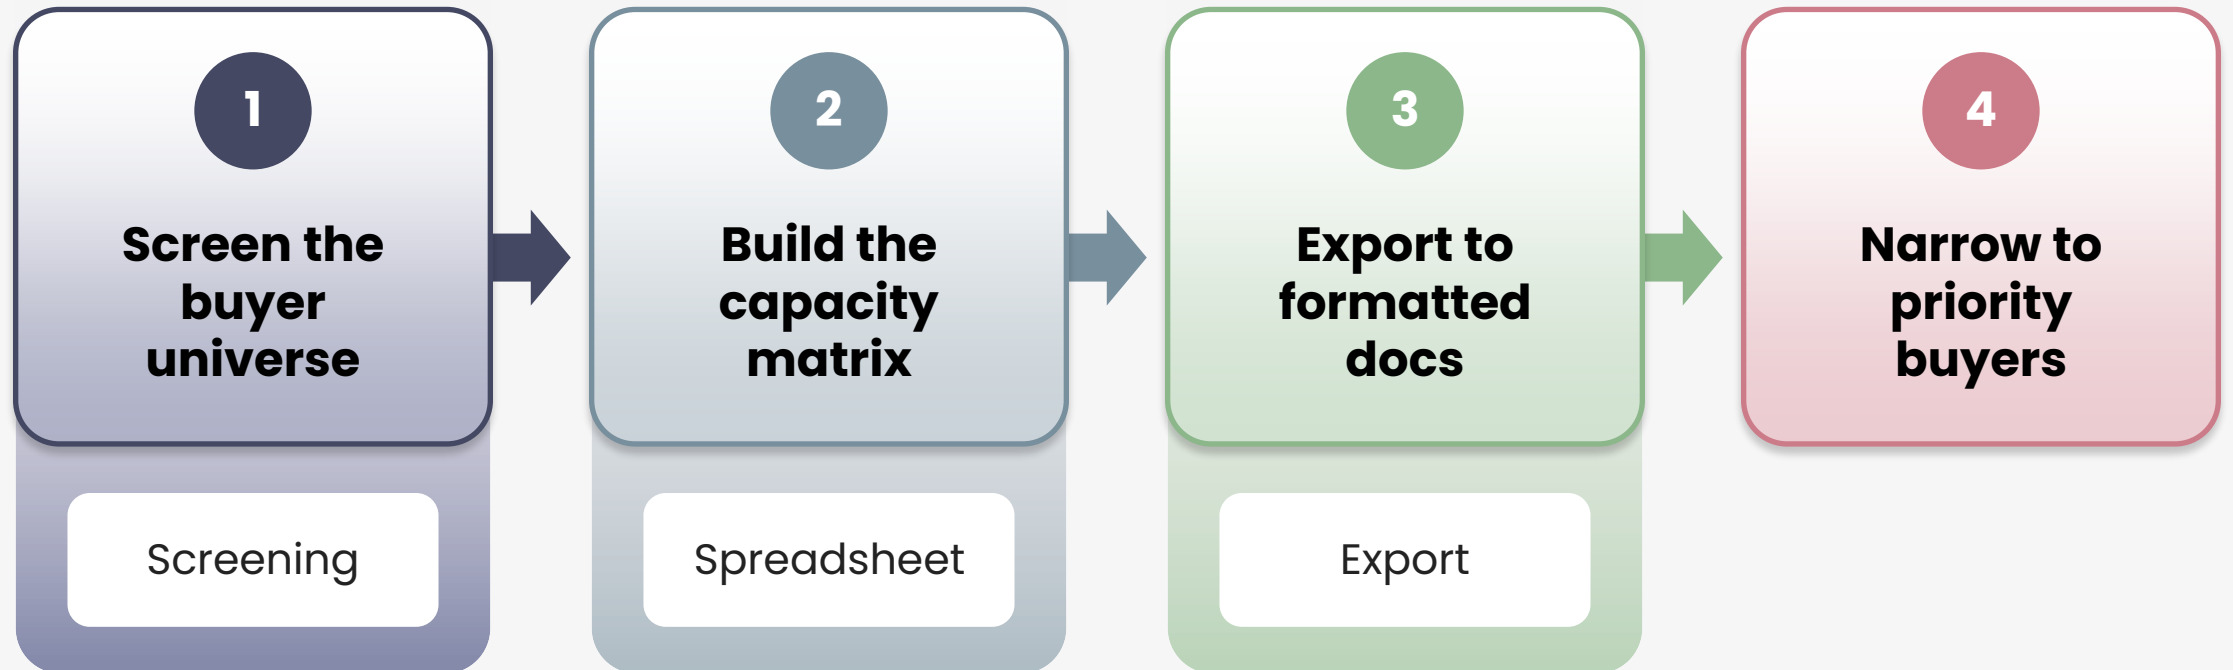 1
Screen the
buyer
universe
Screening
2
Build the
capacity
matrix
Spreadsheet
3
Export to
formatted
docs
Export
4
Narrow to
priority
buyers